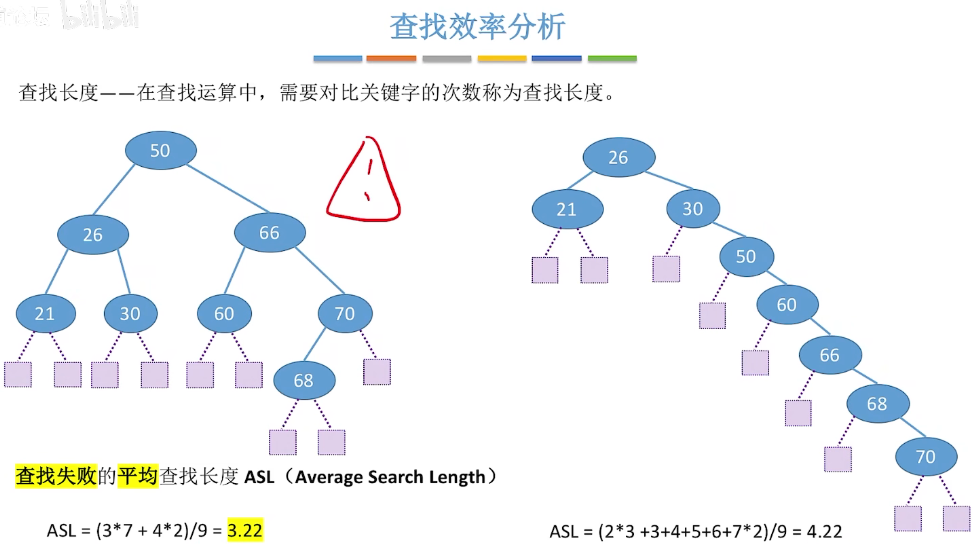 bilibili
查找效率分析
查找长度——在查找运算中，需要对比关键字的次数称为查找长度。
50
26
66
21
30
60
70
68
26
21
30
50
60
66
68
70
查找失败的平均查找长度 ASL（Average Search Length）
ASL = (3*7 + 4*2)/9 = 3.22
ASL = (2*3 +3+4+5+6+7*2)/9 = 4.22